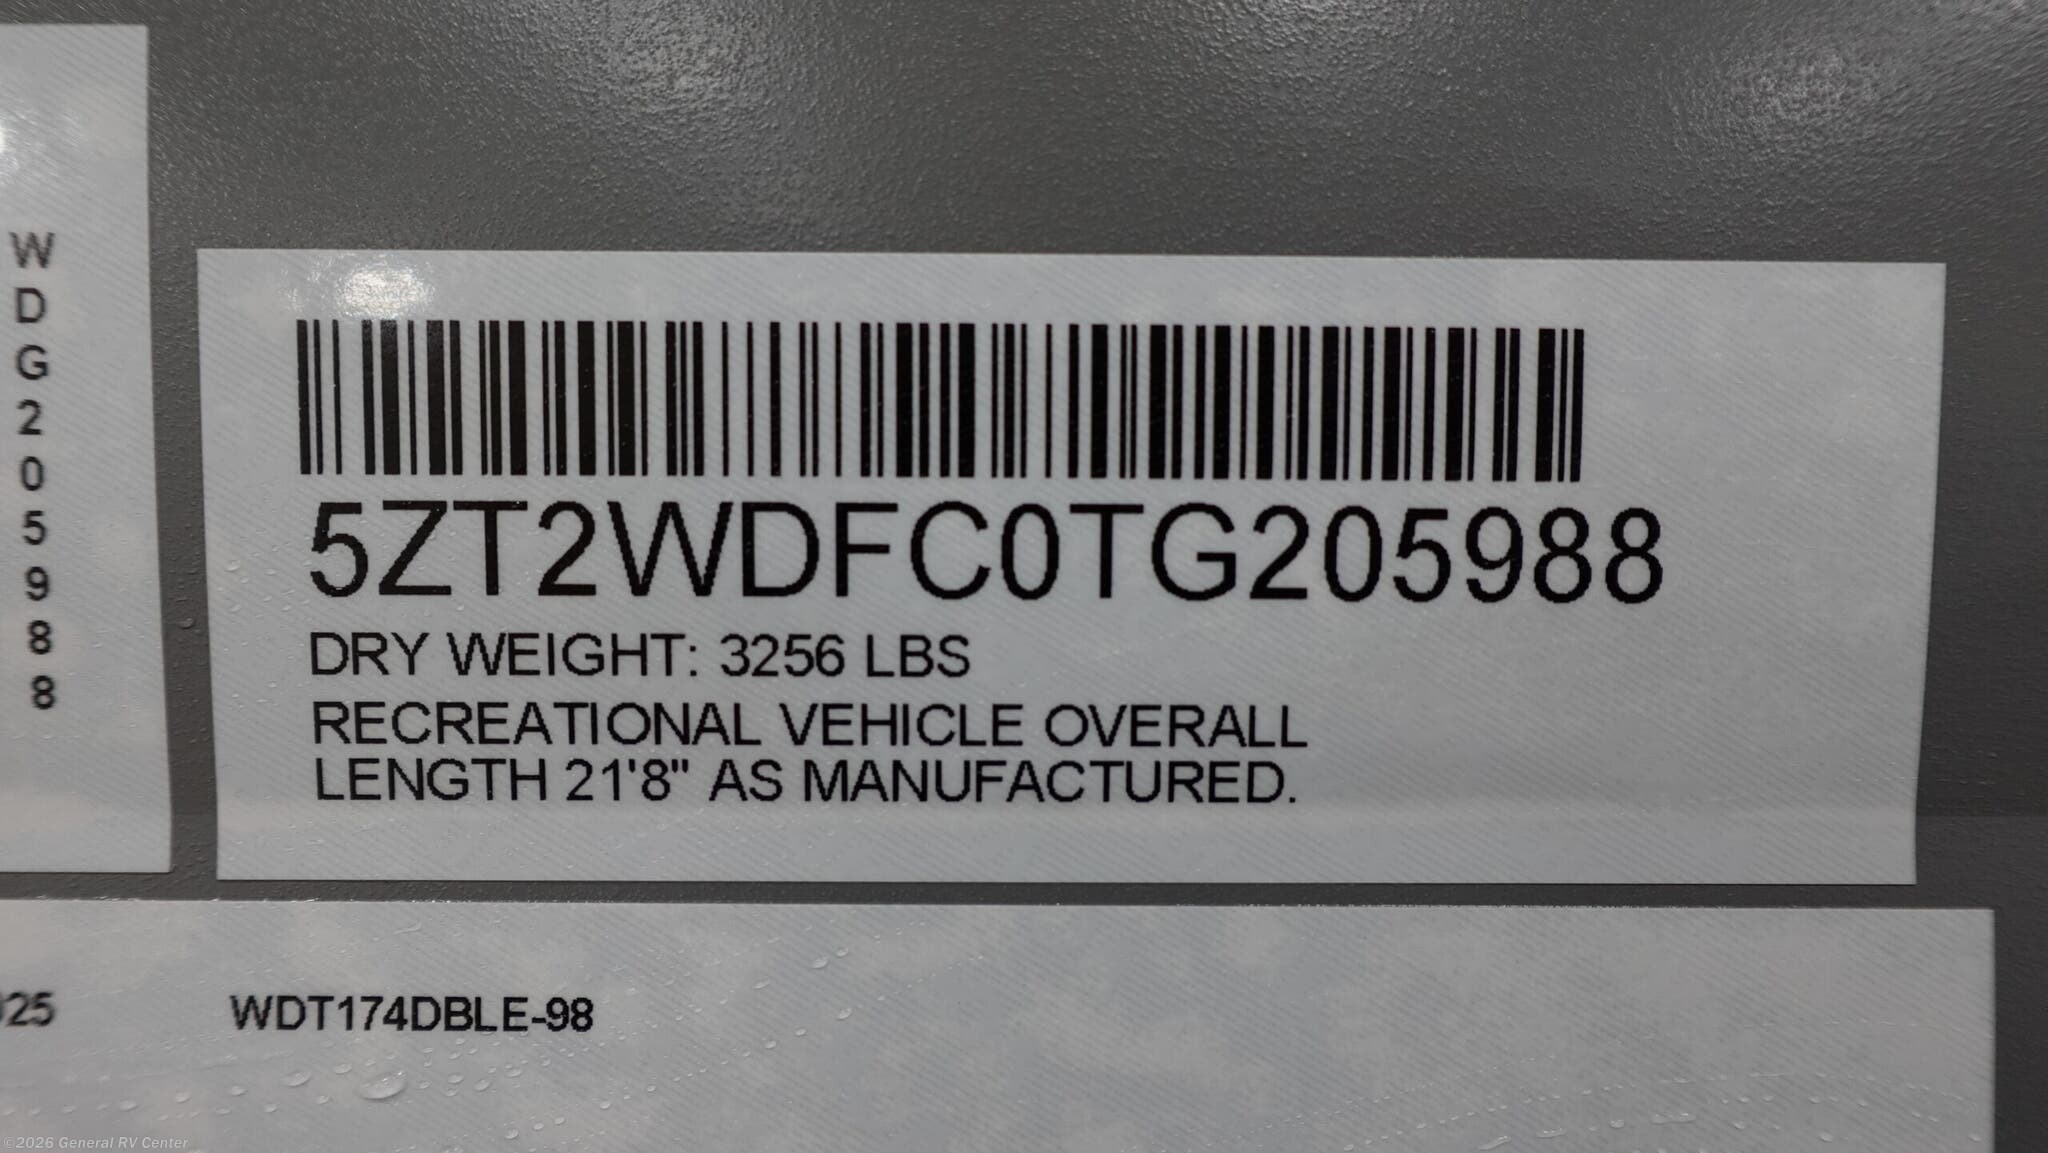 W
D
G
2
0
5
9
8
8
5ZT2WDFC0TG205988
DRY WEIGHT: 3256 LBS
RECREATIONAL VEHICLE OVERALL
LENGTH 21'8" AS MANUFACTURED.
25
WDT174DBLE-98
©2026 General RV Center